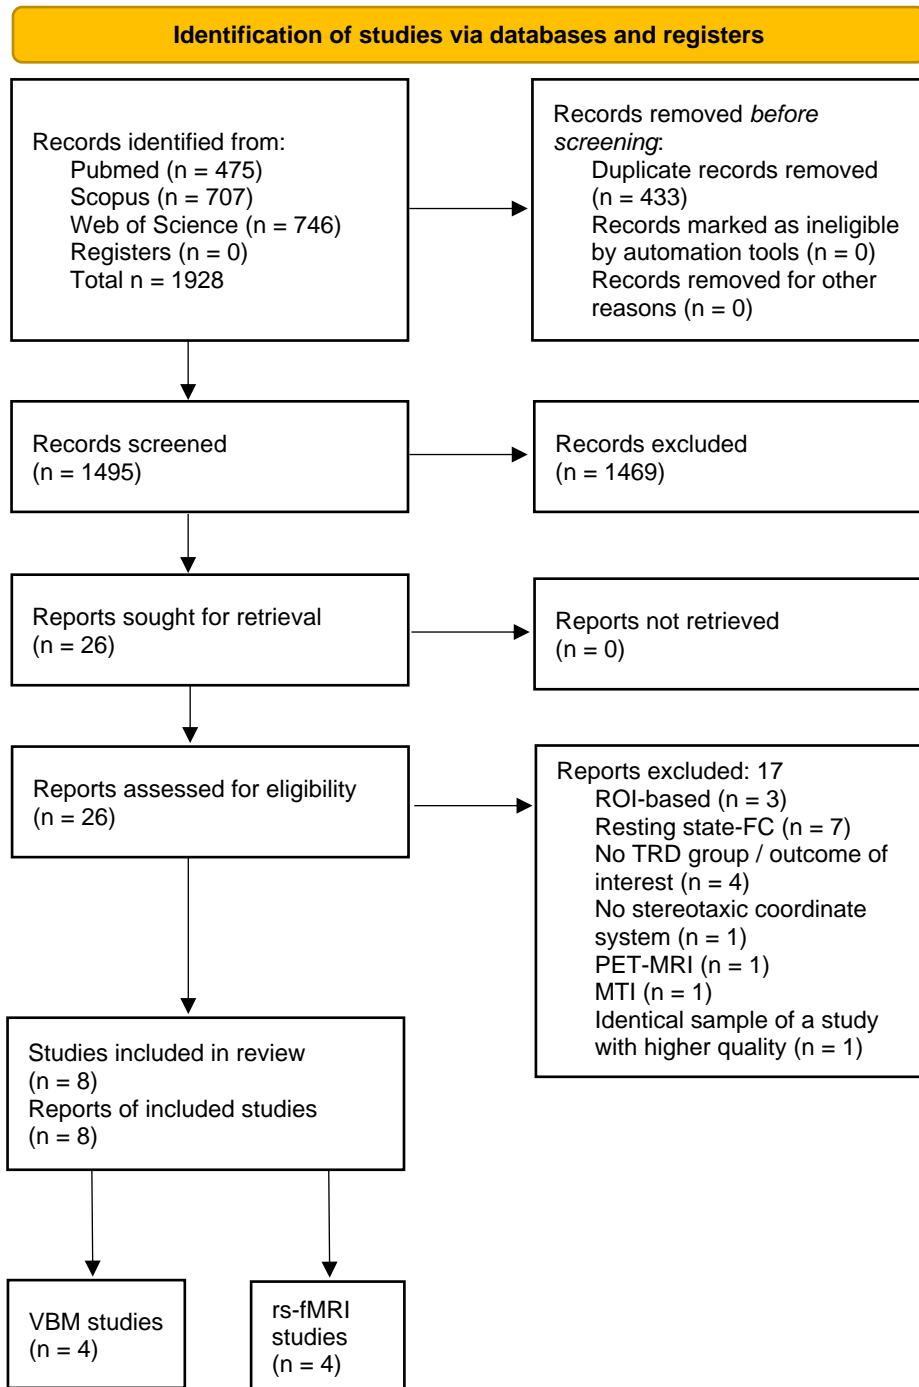 Identification of studies via databases and registers
Records identified from:
Pubmed (n = 475)
Scopus (n = 707)
Web of Science (n = 746)
Registers (n = 0)
Total n = 1928
Records removed before
screening:
Duplicate records removed
(n = 433)
Records marked as ineligible
by automation tools (n = 0)
Records removed for other
reasons (n = 0)
Records screened
(n = 1495)
Records excluded
(n = 1469)
Reports sought for retrieval
(n = 26)
Reports not retrieved
(n = 0)
Reports assessed for eligibility
(n = 26)
Reports excluded: 17
ROI-based (n = 3)
Resting state-FC (n = 7)
No TRD group / outcome of
interest (n = 4)
No stereotaxic coordinate
system (n = 1)
PET-MRI (n = 1)
MTI (n = 1)
Identical sample of a study
with higher quality (n = 1)
Studies included in review
(n = 8)
Reports of included studies
(n = 8)
VBM studies
(n = 4)
rs-fMRI
studies
(n = 4)